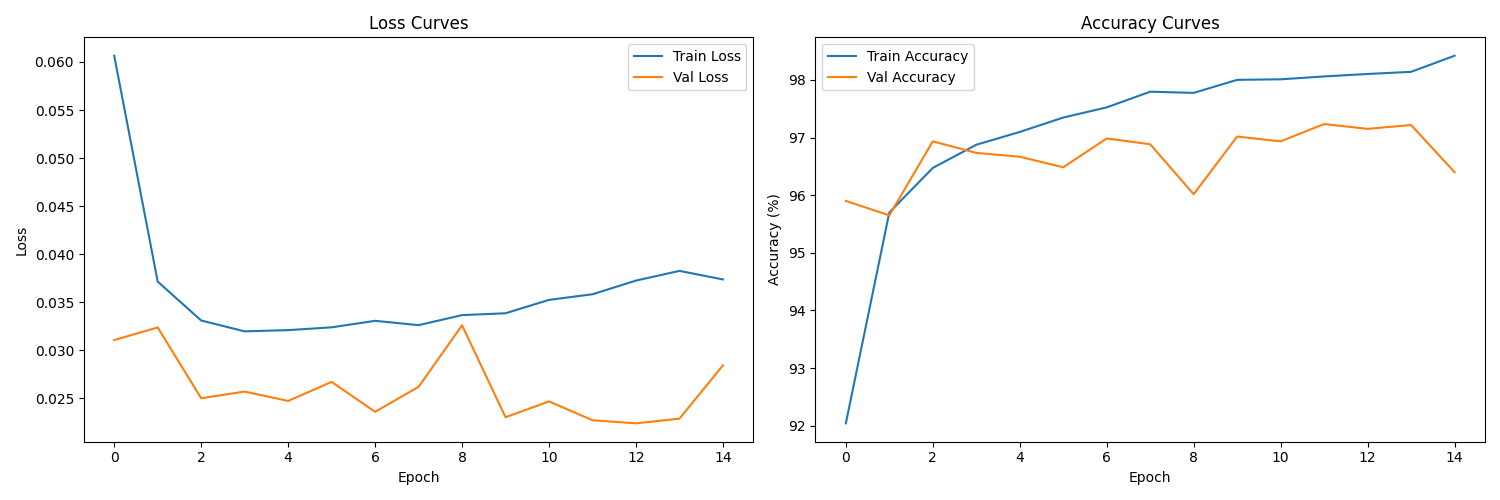 Loss Curves
Train Loss
Val Loss
0.060
0.055
0.050
0.045
0.040
0.035
0.030
0.025
Loss
0 2 4 6 8 10 12 14
Epoch
Accuracy Curves
Train Accuracy
Val Accuracy
98
97
96
95
94
93
92
Accuracy (%)
0 2 4 6 8 10 12 14
Epoch